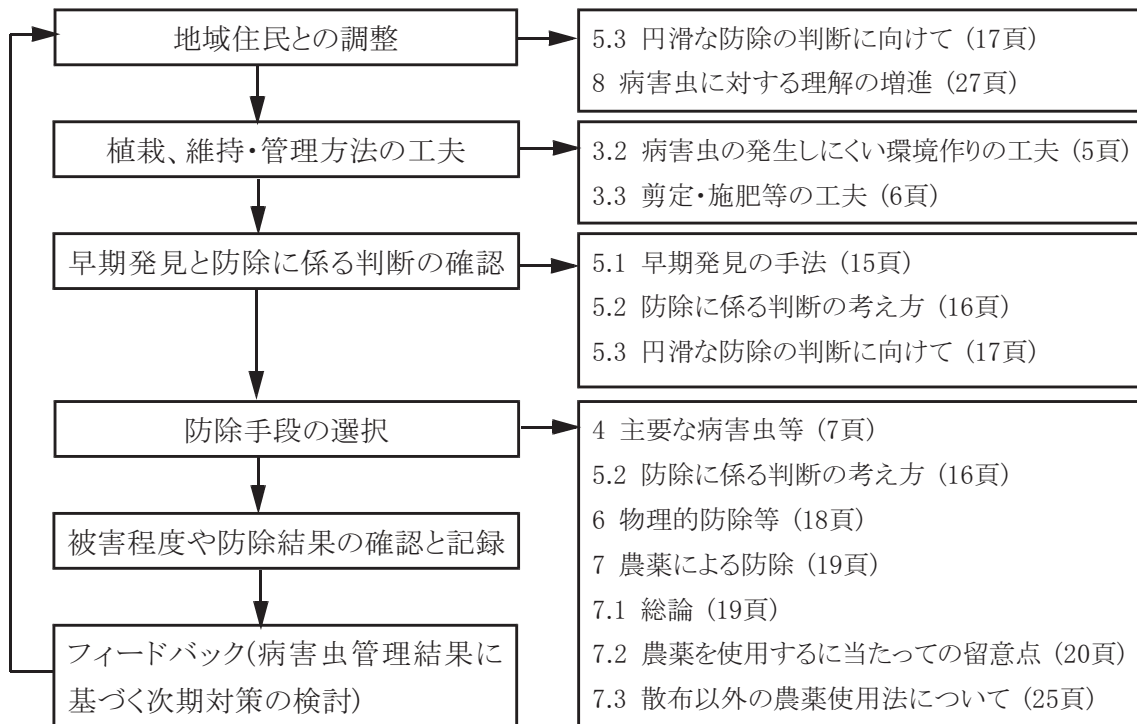 地域住民との調整
5.3 円滑な防除の判断に向けて (17頁)
8 病害虫に対する理解の増進 (27頁)
植栽、維持・管理方法の工夫
3.2 病害虫の発生しにくい環境作りの工夫 (5頁)
3.3 剪定・施肥等の工夫 (6頁)
早期発見と防除に係る判断の確認
5.1 早期発見の手法 (15頁)
5.2 防除に係る判断の考え方 (16頁)
5.3 円滑な防除の判断に向けて (17頁)
防除手段の選択
4 主要な病害虫等 (7頁)
5.2 防除に係る判断の考え方 (16頁)
6 物理的防除等 (18頁)
7 農薬による防除 (19頁)
7.1 総論 (19頁)
7.2 農薬を使用するに当たっての留意点 (20頁)
7.3 散布以外の農薬使用法について (25頁)
被害程度や防除結果の確認と記録
フィードバック(病害虫管理結果に
基づく次期対策の検討)